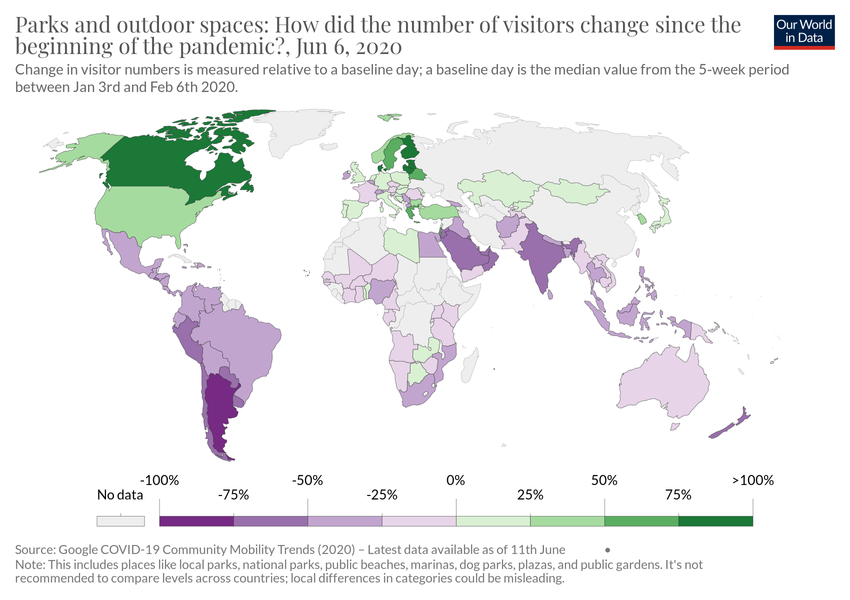 Parks and outdoor spaces: How did the number of visitors change since the
beginning of the pandemic?, Jun 6, 2020
Our World
in Data
Change in visitor numbers is measured relative to a baseline day; a baseline day is the median value from the 5-week period
between Jan 3rd and Feb 6th 2020.
-100% -50% 0% 50% >100%
No data -75% -25% 25% 75%
Source: Google COVID-19 Community Mobility Trends (2020) – Latest data available as of 11th June •
Note: This includes places like local parks, national parks, public beaches, marinas, dog parks, plazas, and public gardens. It's not
recommended to compare levels across countries; local differences in categories could be misleading.